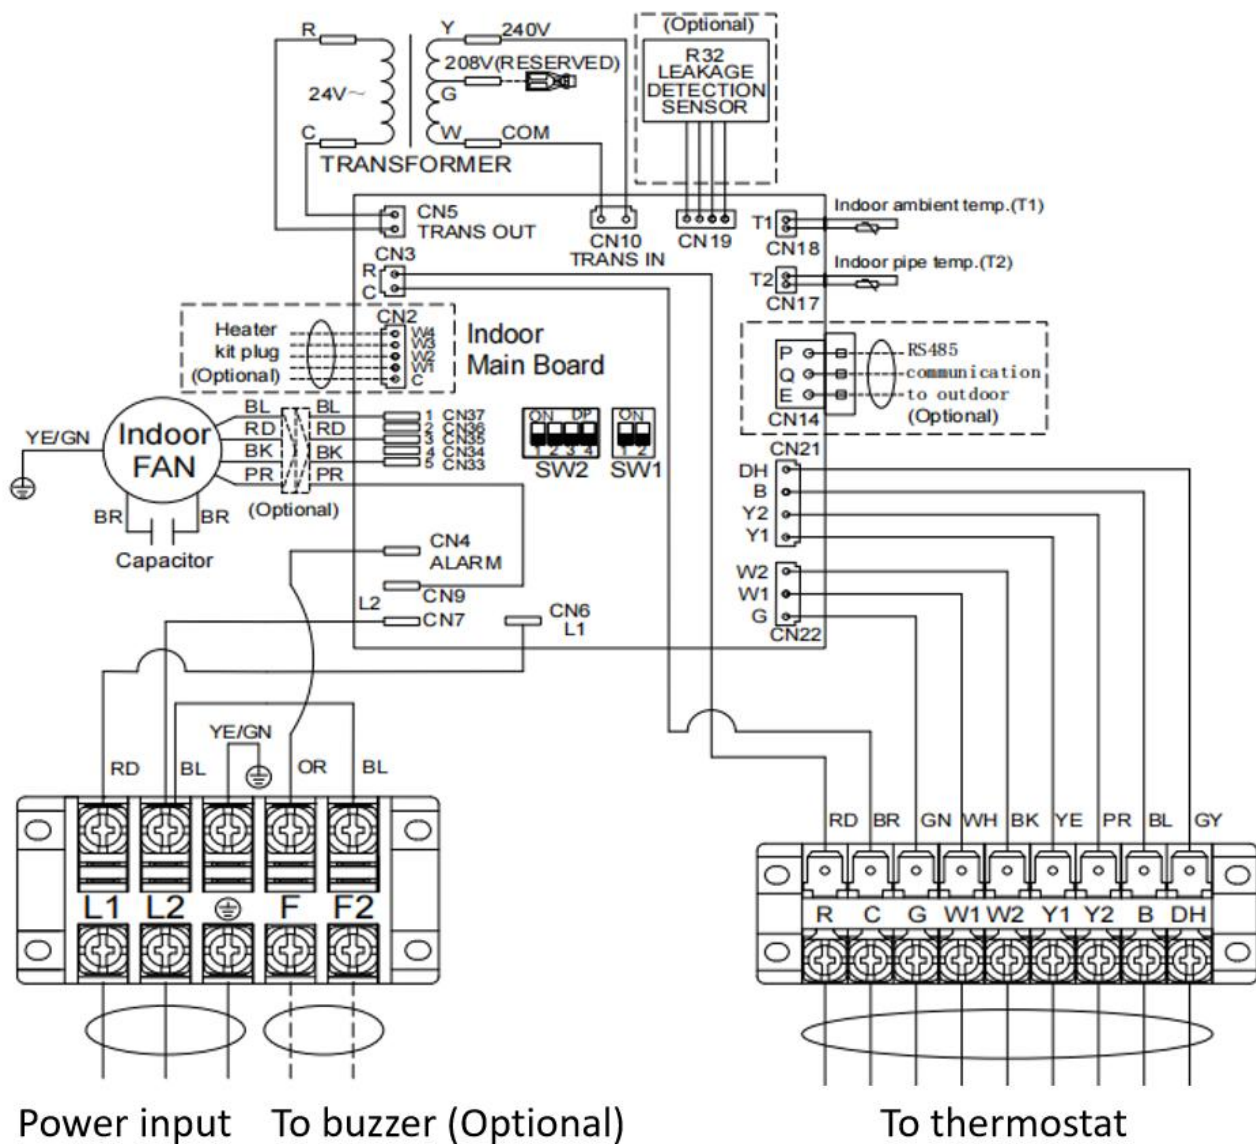 R
Y
240V
208V(RESERVED)
24V~
G
C
W
COM
TRANSFORMER
(Optional)
R32
LEAKAGE
DETECTION
SENSOR
CN5
TRANS OUT
CN10
TRANS IN
CN19
T1
CN18
Indoor ambient temp.(T1)
T2
CN17
Indoor pipe temp.(T2)
CN3
R
C
CN2
Heater
kit plug
(Optional)
W4
W3
W2
W1
C
Indoor
Main Board
P
Q
E
CN14
RS485
communication
to outdoor
(Optional)
YE/GN
Indoor
FAN
BL
RD
BK
PR
BL
RD
BK
PR
(Optional)
1 CN37
2 CN36
3 CN35
4 CN34
5 CN33
BR
BR
Capacitor
ON DP
1 2 3 4
SW2
ON
1 2
SW1
CN21
DH
B
Y2
Y1
W2
W1
G
CN22
CN4
ALARM
CN9
L2
CN7
CN6
L1
YE/GN
RD
BL
OR
BL
L1 L2 F F2
RD BR GN WH BK YE PR BL GY
R C G W1 W2 Y1 Y2 B DH
Power input
To buzzer (Optional)
To thermostat